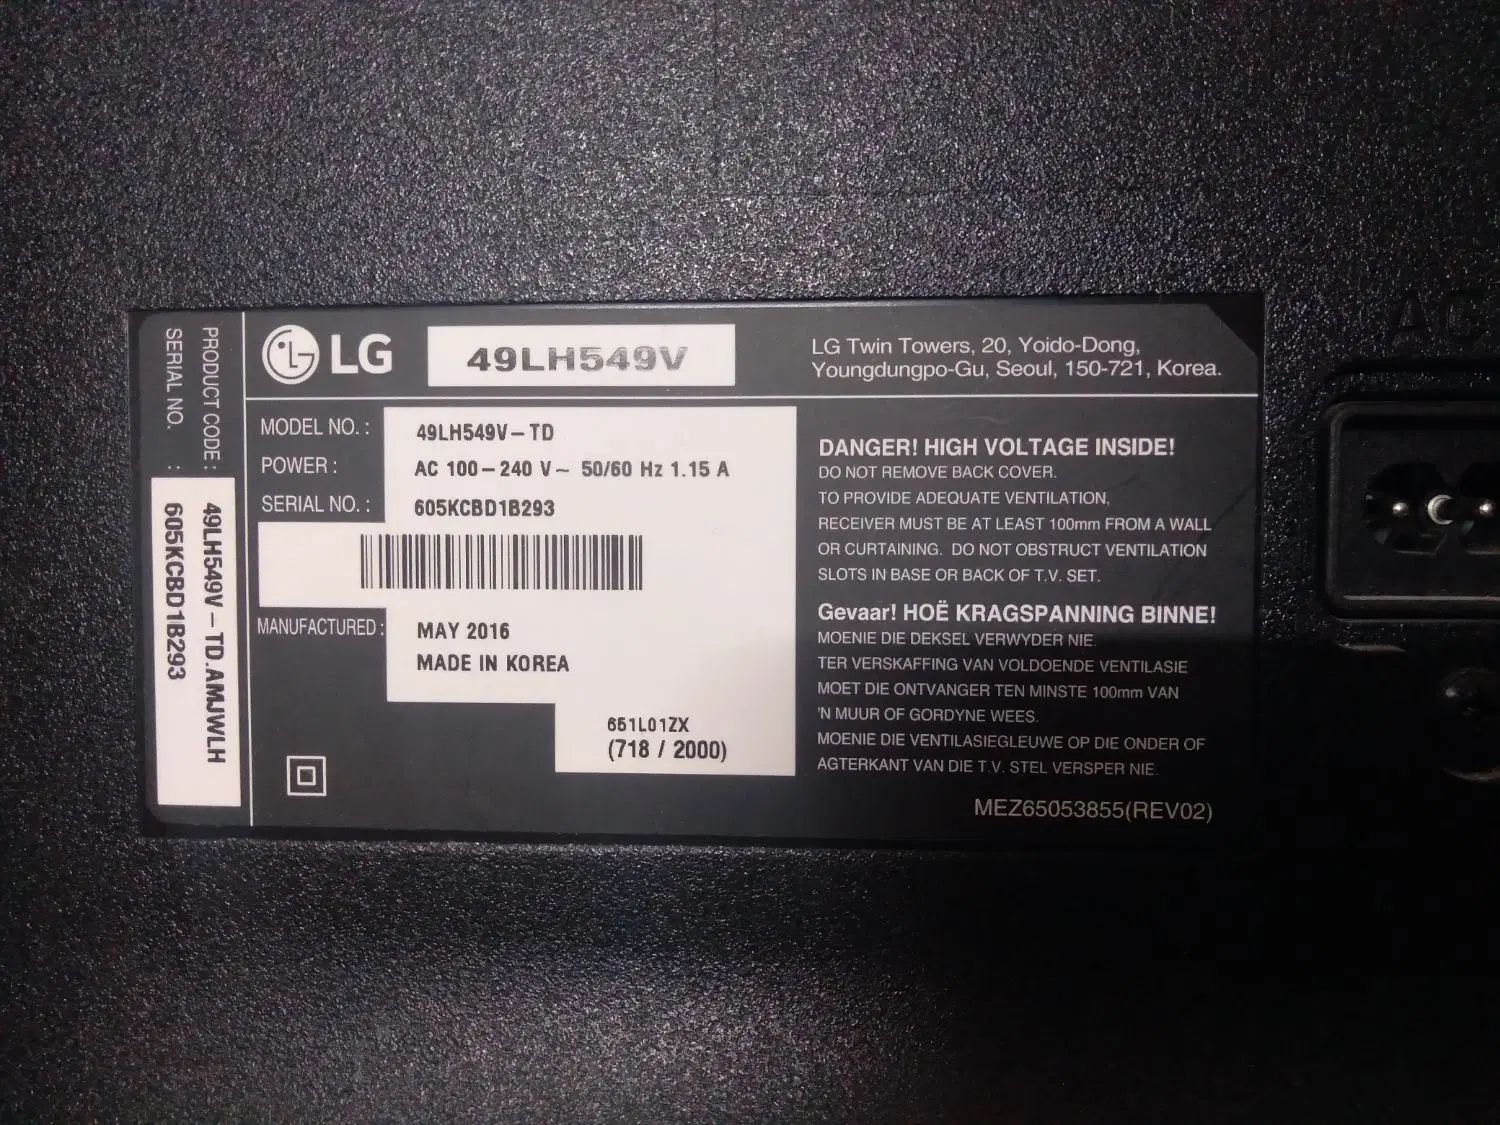 LG
49LH549V
LG Twin Towers, 20, Yoido-Dong,
Youngdungpo-Gu, Seoul, 150-721, Korea.
PRODUCT CODE: 49LH549V-TD.AMJWLH
SERIAL NO. : 605KCBD1B293
MODEL NO. : 49LH549V-TD
POWER : AC 100-240 V~ 50/60 Hz 1.15 A
SERIAL NO. : 605KCBD1B293
MANUFACTURED : MAY 2016
MADE IN KOREA
651L01ZX
(718 / 2000)
DANGER! HIGH VOLTAGE INSIDE!
DO NOT REMOVE BACK COVER.
TO PROVIDE ADEQUATE VENTILATION,
RECEIVER MUST BE AT LEAST 100mm FROM A WALL
OR CURTAINING. DO NOT OBSTRUCT VENTILATION
SLOTS IN BASE OR BACK OF T.V. SET.
Gevaar! HOË KRAGSPANNING BINNE!
MOENIE DIE DEKSEL VERWYDER NIE.
TER VERSKAFFING VAN VOLDOENDE VENTILASIE
MOET DIE ONTVANGER TEN MINSTE 100mm VAN
'N MUUR OF GORDYNE WEES.
MOENIE DIE VENTILASIEGLEUWE OP DIE ONDER OF
AGTERKANT VAN DIE T.V. STEL VERSPER NIE.
MEZ65053855(REV02)